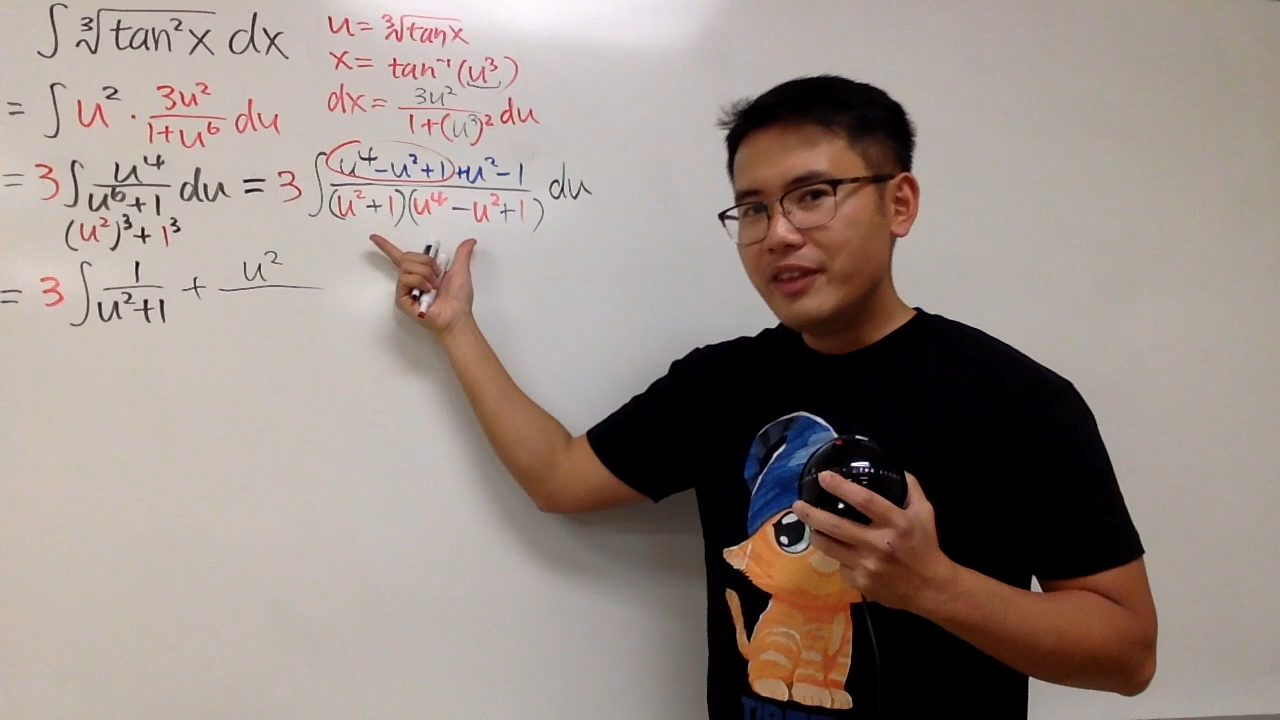 ∫ ∛(tan²x) dx
u = ∛(tan x)
x = tan⁻¹(u³)
dx = 3u²/(1+(u³)²) du
= ∫ u² · 3u²/(1+u⁶) du
= 3 ∫ u⁴/(u⁶+1) du = 3 ∫ (u⁴-u²+1+u²-1)/((u²+1)(u⁴-u²+1)) du
(u²)³+1³
= 3 ∫ 1/(u²+1) + u²